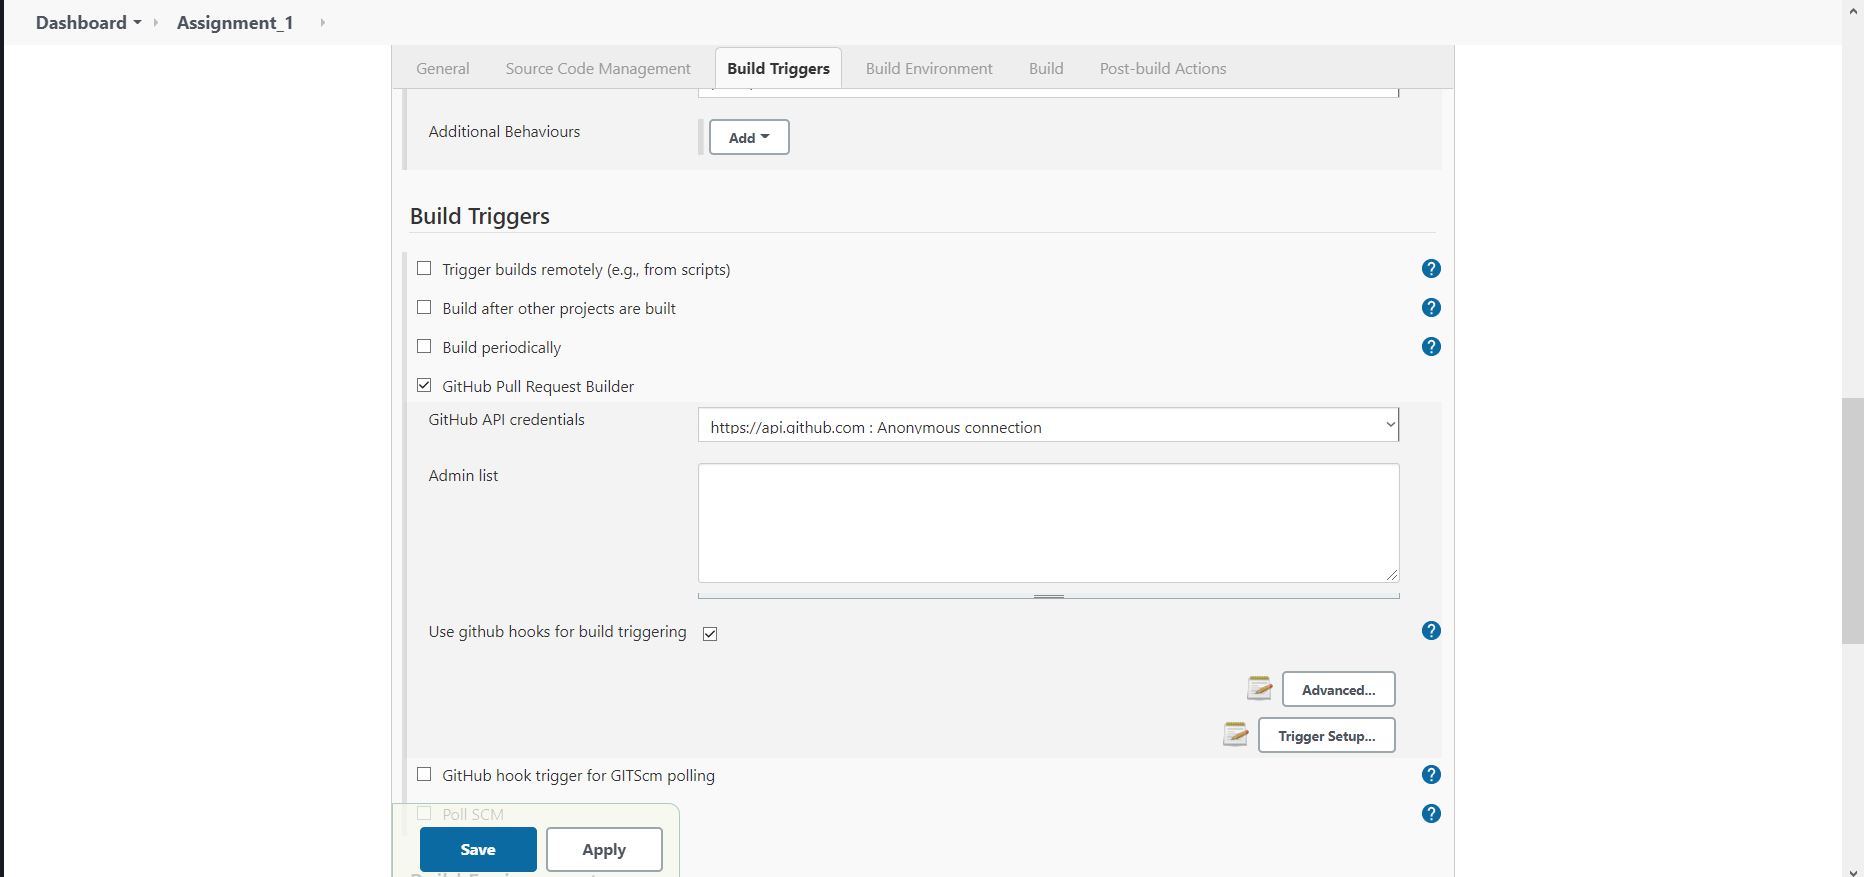 Dashboard Assignment_1
General Source Code Management Build Triggers Build Environment Build Post-build Actions
Additional Behaviours Add
Build Triggers
Trigger builds remotely (e.g., from scripts) ?
Build after other projects are built ?
Build periodically ?
GitHub Pull Request Builder
GitHub API credentials https://api.github.com : Anonymous connection
Admin list
Use github hooks for build triggering ?
Advanced...
Trigger Setup...
GitHub hook trigger for GITScm polling ?
Poll SCM ?
Save Apply